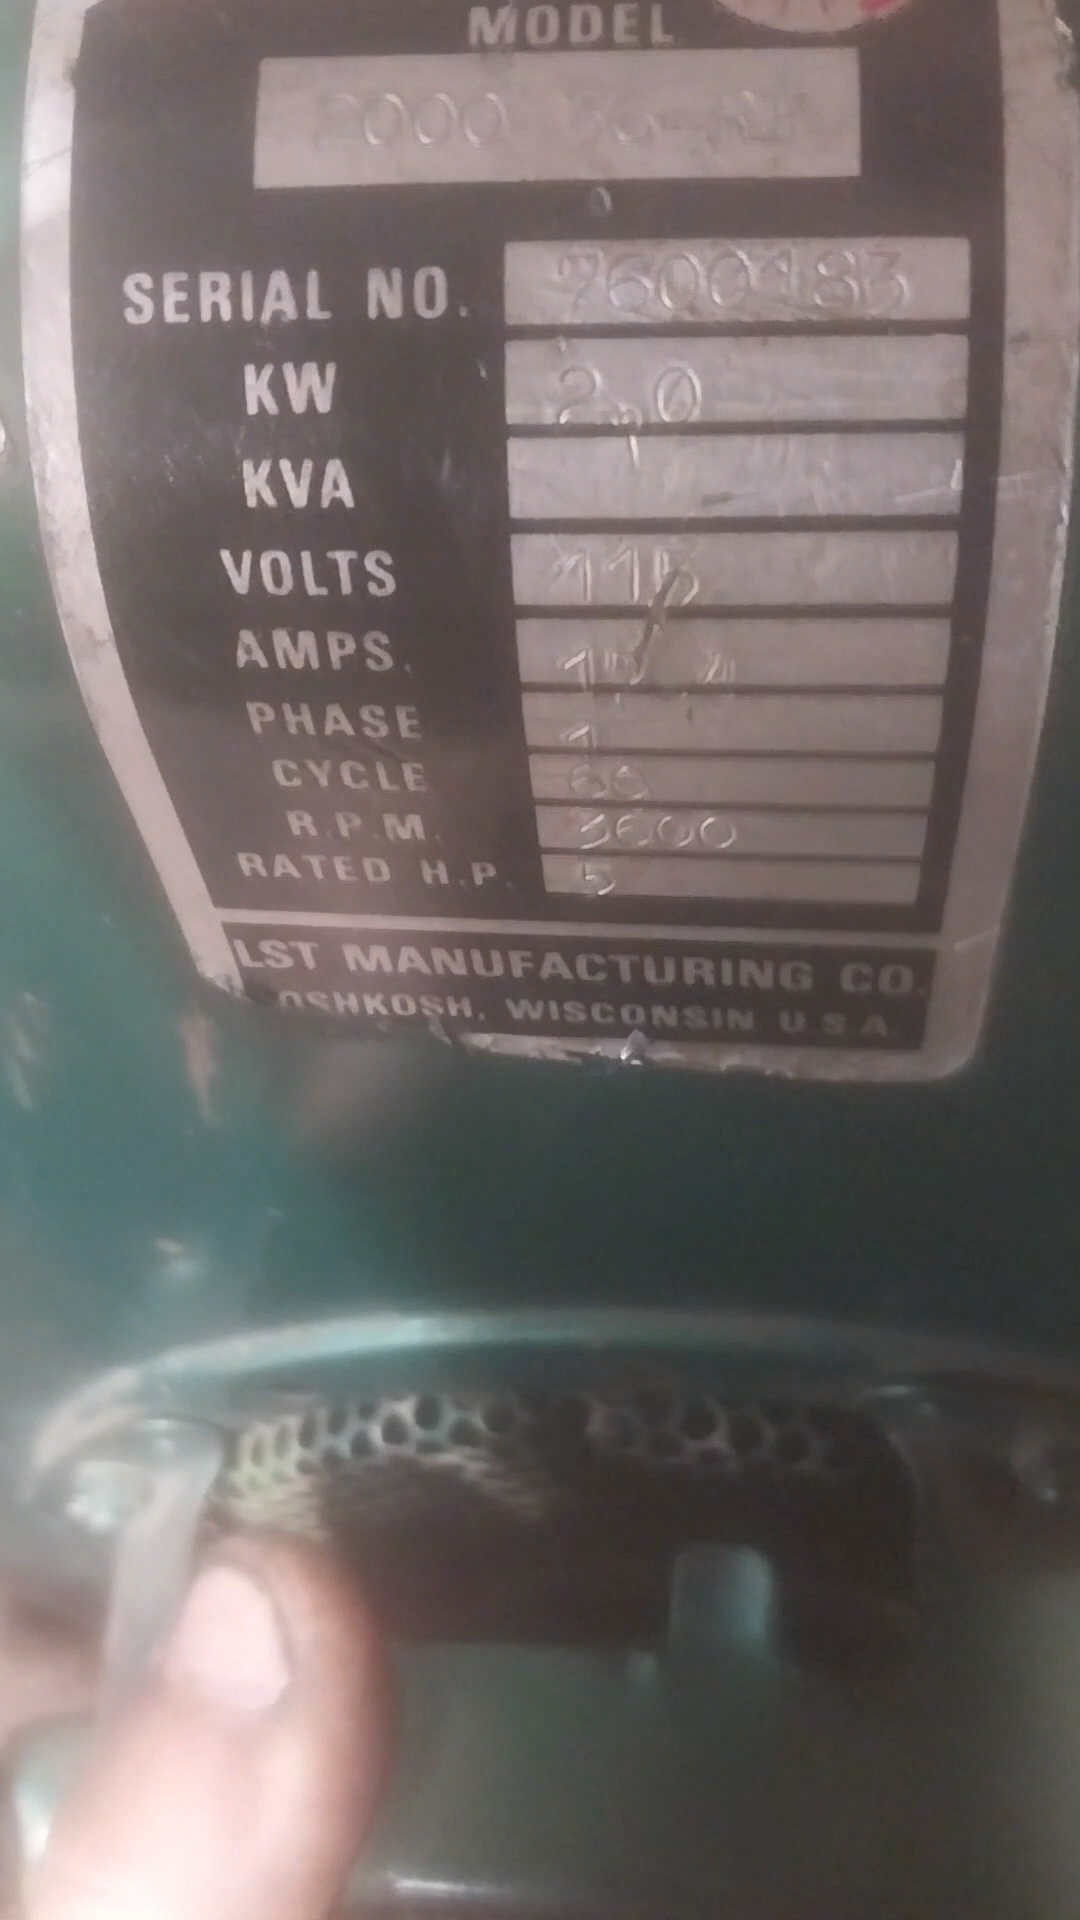 MODEL
2000
SERIAL NO. 7600183
KW 2.0
KVA
VOLTS 115
AMPS.
PHASE 1
CYCLE 60
R.P.M. 3600
RATED H.P. 5
LST MANUFACTURING CO.
OSHKOSH, WISCONSIN U.S.A.